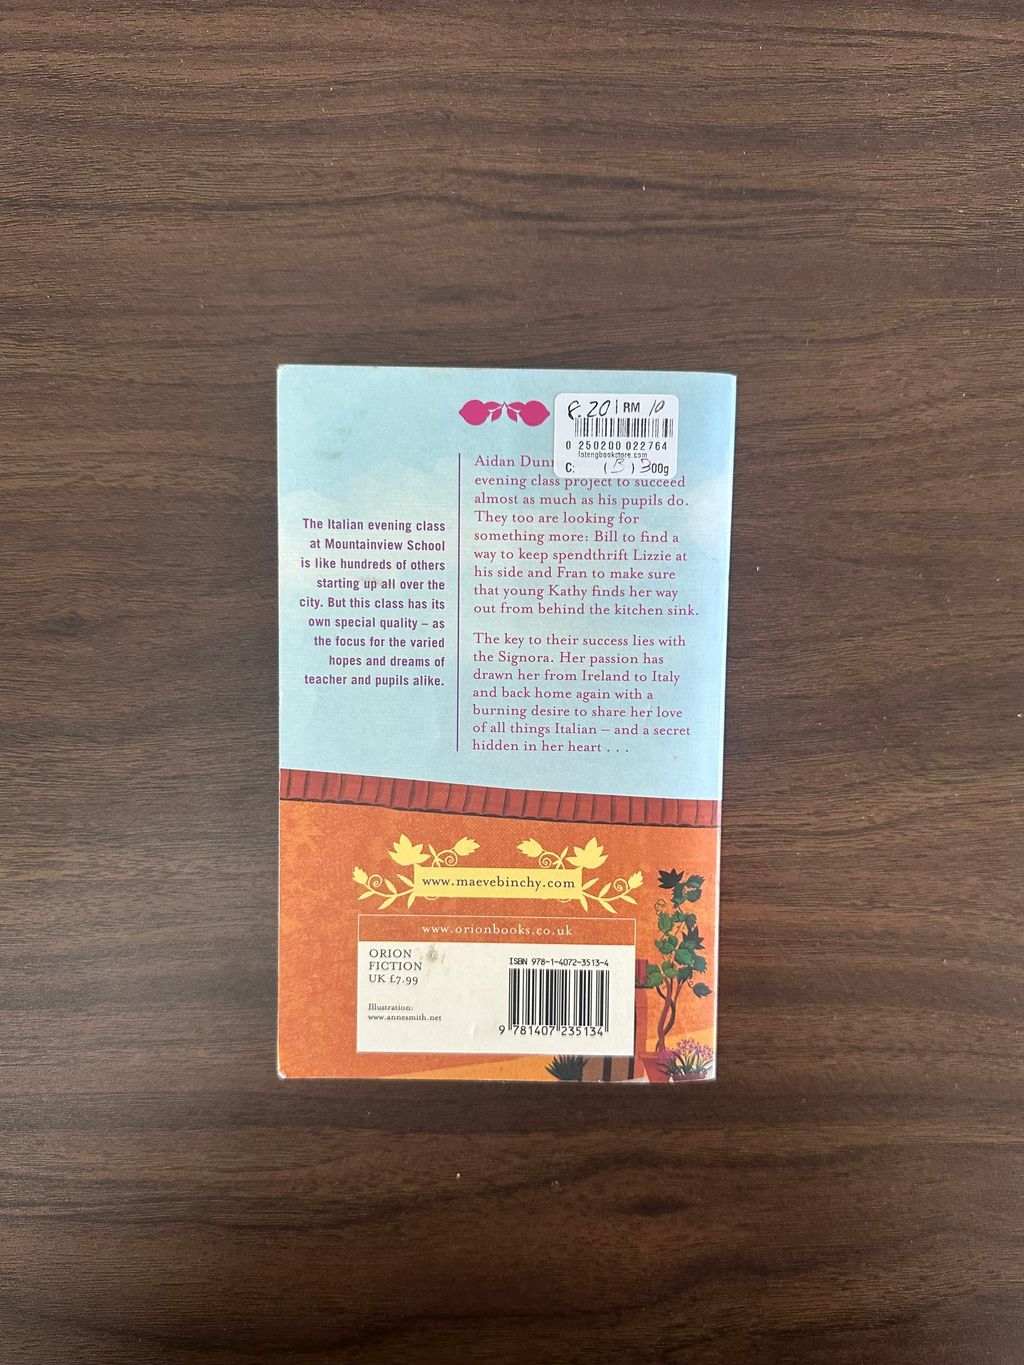 8.20 RM 10
0 250200 022764
lotengbookstore.com
C: (B) 300g
The Italian evening class
at Mountainview School
is like hundreds of others
starting up all over the
city. But this class has its
own special quality – as
the focus for the varied
hopes and dreams of
teacher and pupils alike.
Aidan Dunn
evening class project to succeed
almost as much as his pupils do.
They too are looking for
something more: Bill to find a
way to keep spendthrift Lizzie at
his side and Fran to make sure
that young Kathy finds her way
out from behind the kitchen sink.
The key to their success lies with
the Signora. Her passion has
drawn her from Ireland to Italy
and back home again with a
burning desire to share her love
of all things Italian – and a secret
hidden in her heart . . .
www.maevebinchy.com
www.orionbooks.co.uk
ORION
FICTION
UK £7.99
Illustration:
www.annesmith.net
ISBN 978-1-4072-3513-4
9 781407 235134